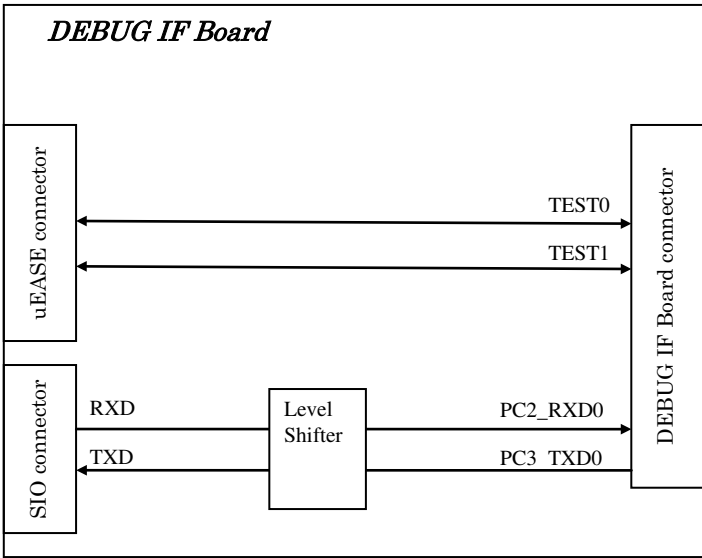 DEBUG IF Board
uEASE connector
TEST0
TEST1
DEBUG IF Board connector
SIO connector
RXD
TXD
Level
Shifter
PC2_RXD0
PC3_TXD0